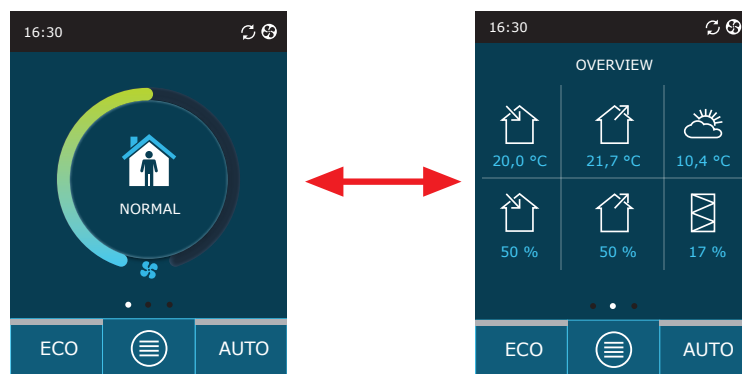 16:30
NORMAL
ECO
AUTO
16:30
OVERVIEW
20,0 °C
21,7 °C
10,4 °C
50 %
50 %
17 %
ECO
AUTO